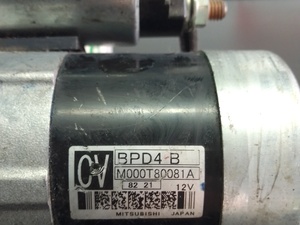 CV BPD4 B
M000T80081A
82 21 12V
MITSUBISHI JAPAN